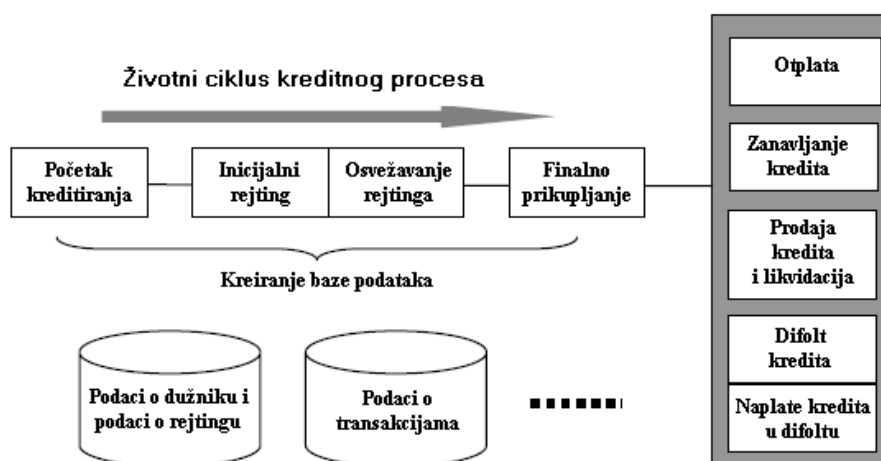 Životni ciklus kreditnog procesa
Početak
kreditiranja
Inicijalni
rejting
Osvežavanje
rejtinga
Finalno
prikupljanje
Kreiranje baze podataka
Podaci o dužniku i
podaci o rejtingu
Podaci o
transakcijama
Otplata
Zanavljanje
kredita
Prodaja
kredita
i likvidacija
Difolt
kredita
Naplate kredita
u difoltu